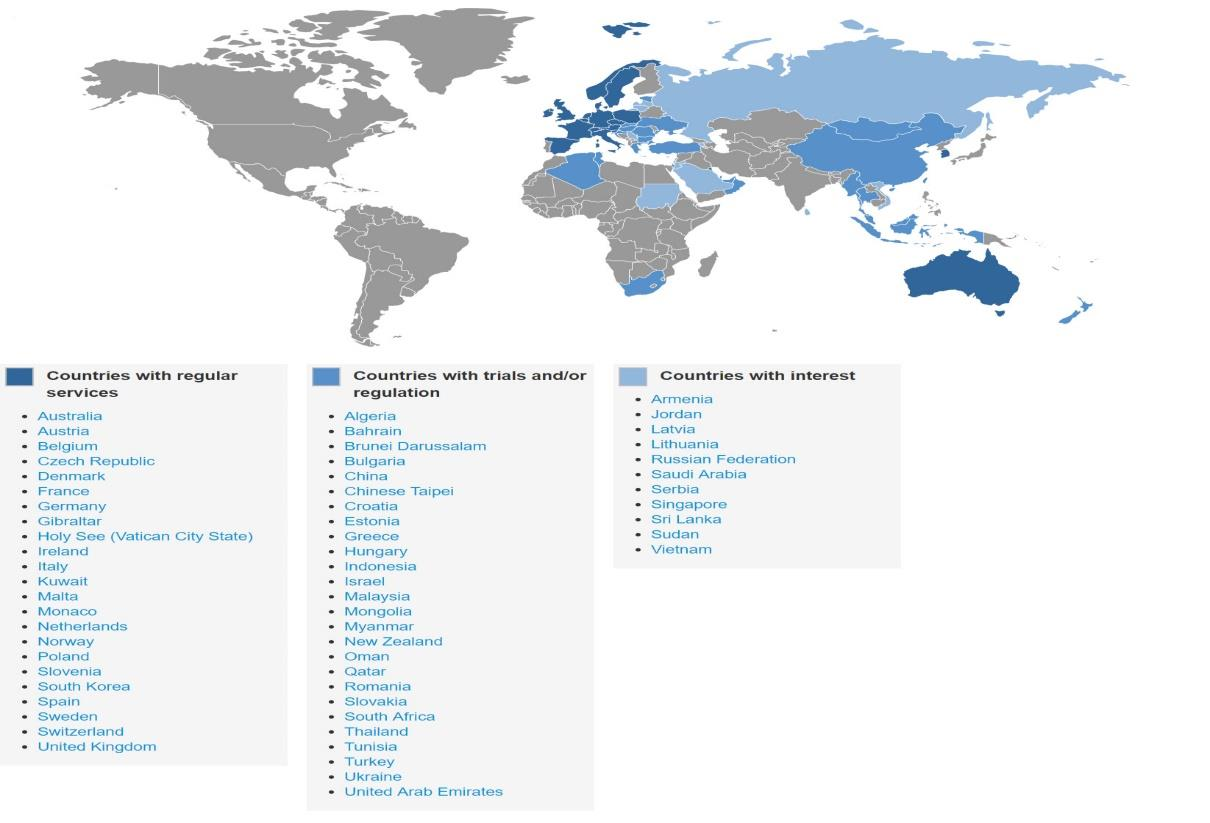 Countries with regular
services
Australia
Austria
Belgium
Czech Republic
Denmark
France
Germany
Gibraltar
Holy See (Vatican City State)
Ireland
Italy
Kuwait
Malta
Monaco
Netherlands
Norway
Poland
Slovenia
South Korea
Spain
Sweden
Switzerland
United Kingdom
Countries with trials and/or
regulation
Algeria
Bahrain
Brunei Darussalam
Bulgaria
China
Chinese Taipei
Croatia
Estonia
Greece
Hungary
Indonesia
Israel
Malaysia
Mongolia
Myanmar
New Zealand
Oman
Qatar
Romania
Slovakia
South Africa
Thailand
Tunisia
Turkey
Ukraine
United Arab Emirates
Countries with interest
Armenia
Jordan
Latvia
Lithuania
Russian Federation
Saudi Arabia
Serbia
Singapore
Sri Lanka
Sudan
Vietnam